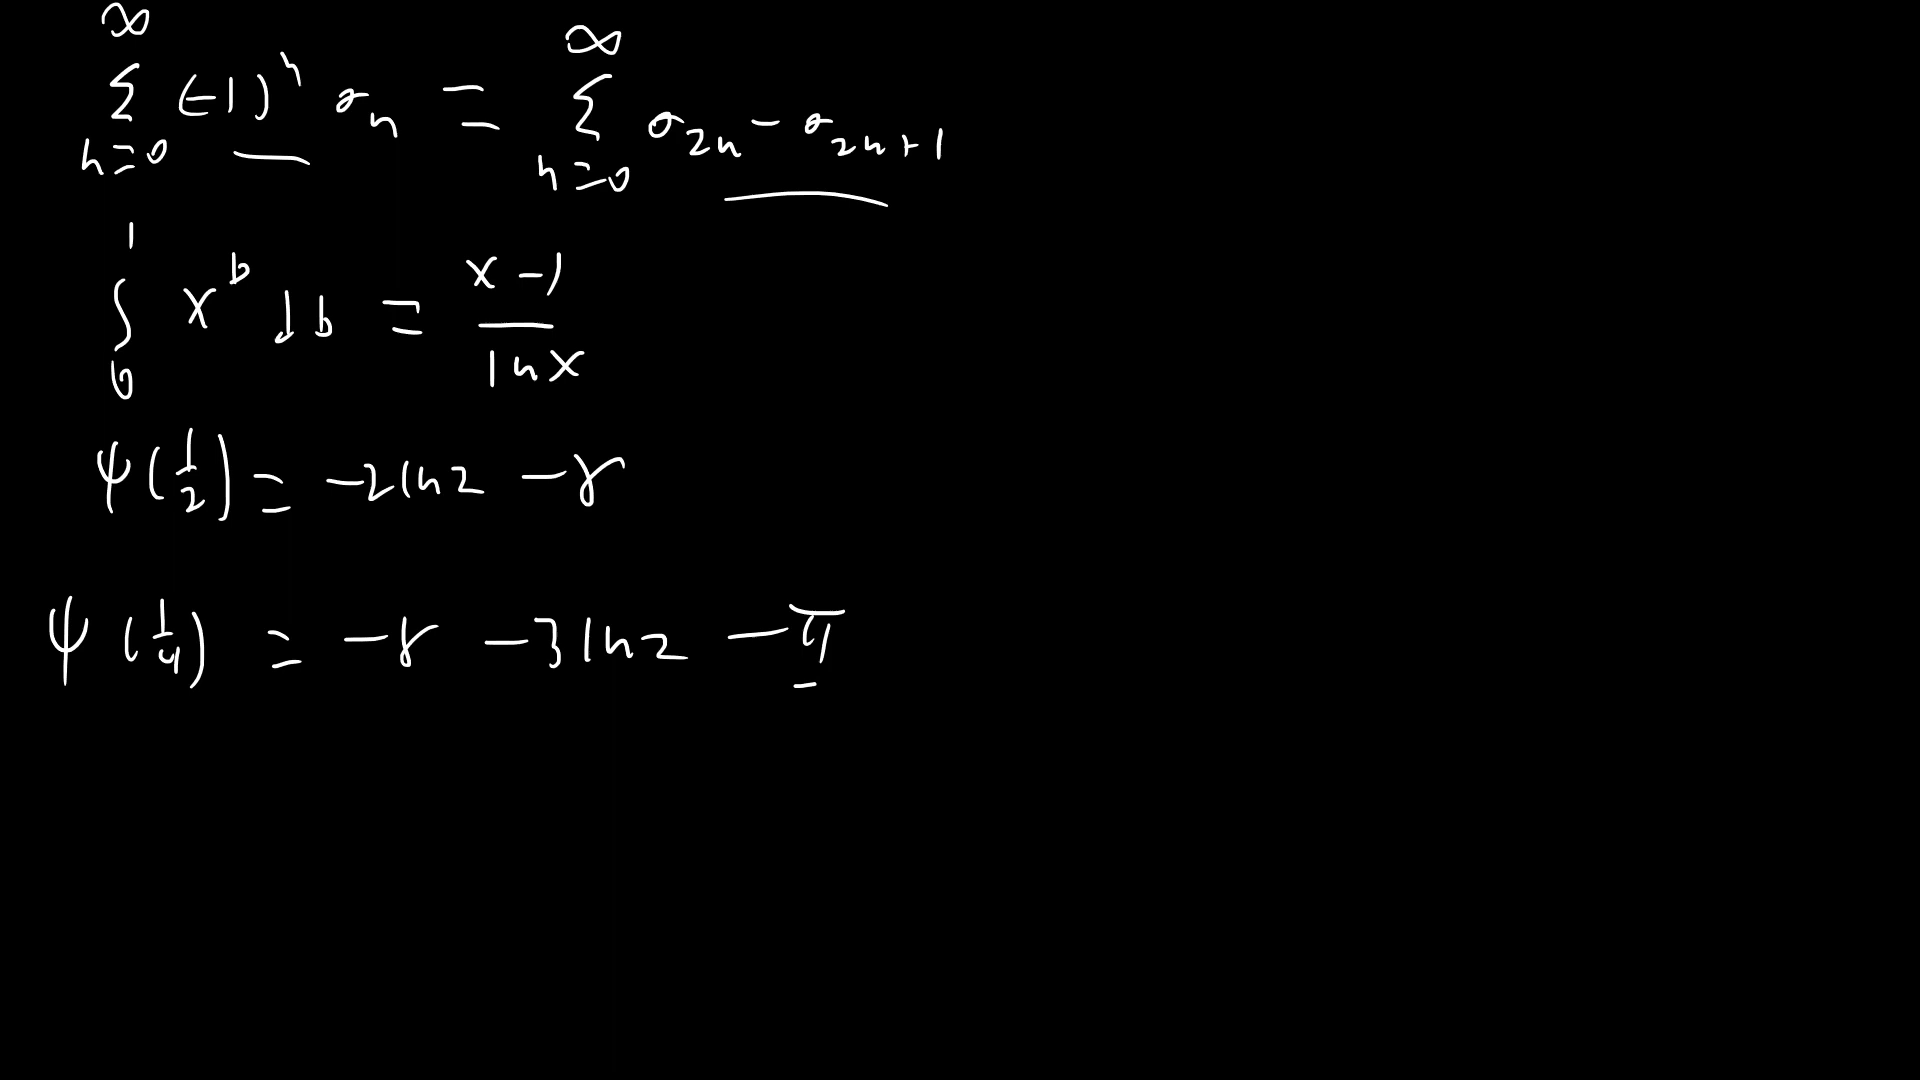 ∞ ∑ n=0 (-1)^n a_n = ∞ ∑ n=0 a_{2n} - a_{2n+1}
∫_0^1 x^b db = (x-1)/(ln x)
ψ(1/2) = -2ln2 - γ
ψ(1/4) = -γ - 3ln2 - π